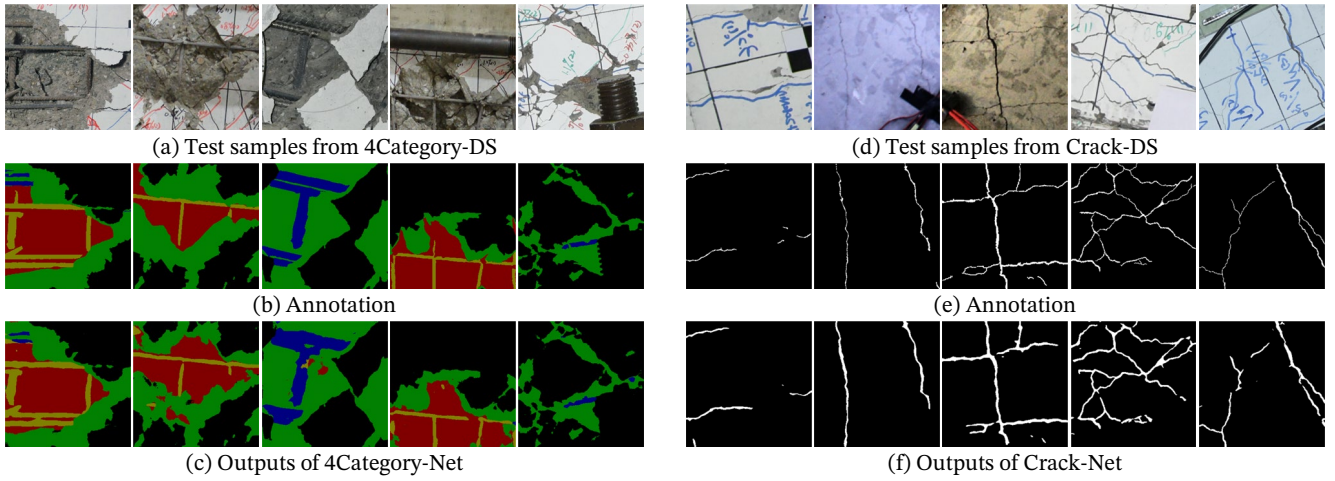 (a) Test samples from 4Category-DS
(b) Annotation
(c) Outputs of 4Category-Net
(d) Test samples from Crack-DS
(e) Annotation
(f) Outputs of Crack-Net